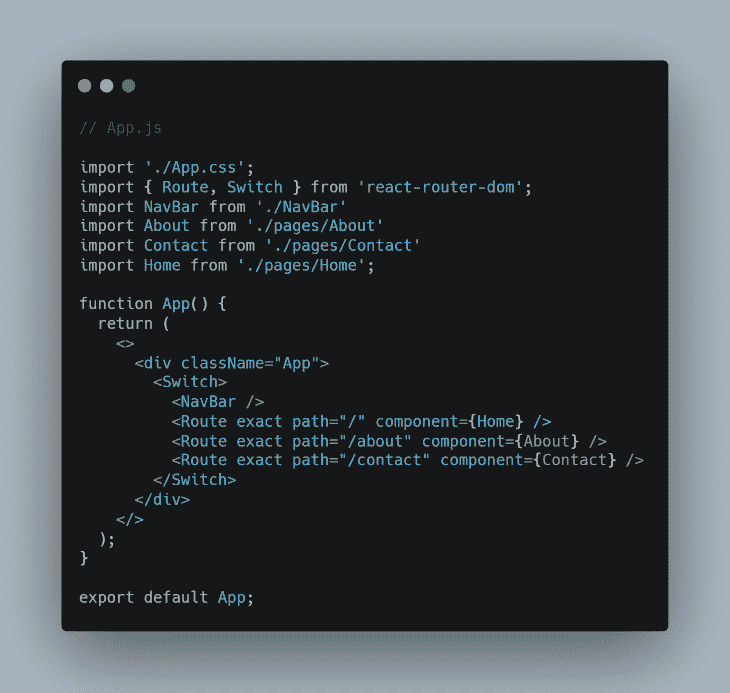 // App.js
import './App.css';
import { Route, Switch } from 'react-router-dom';
import NavBar from './NavBar'
import About from './pages/About'
import Contact from './pages/Contact'
import Home from './pages/Home';
function App() {
  return (
    <>
      <div className="App">
        <Switch>
          <NavBar />
          <Route exact path="/" component={Home} />
          <Route exact path="/about" component={About} />
          <Route exact path="/contact" component={Contact} />
        </Switch>
      </div>
    </>
  );
}
export default App;